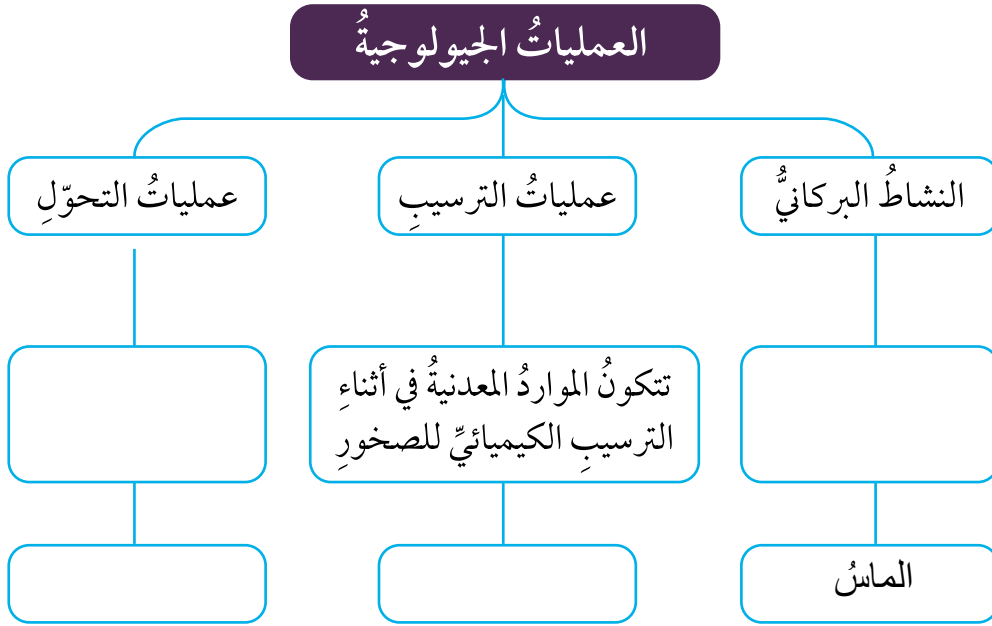 العملياتُ الجيولوجيةُ
النشاطُ البركانيُّ
عملياتُ الترسيبِ
عملياتُ التحوّلِ
تتكونُ المواردُ المعدنيةُ في أثناءِ
الترسيبِ الكيميائيِّ للصخورِ
الماسُ